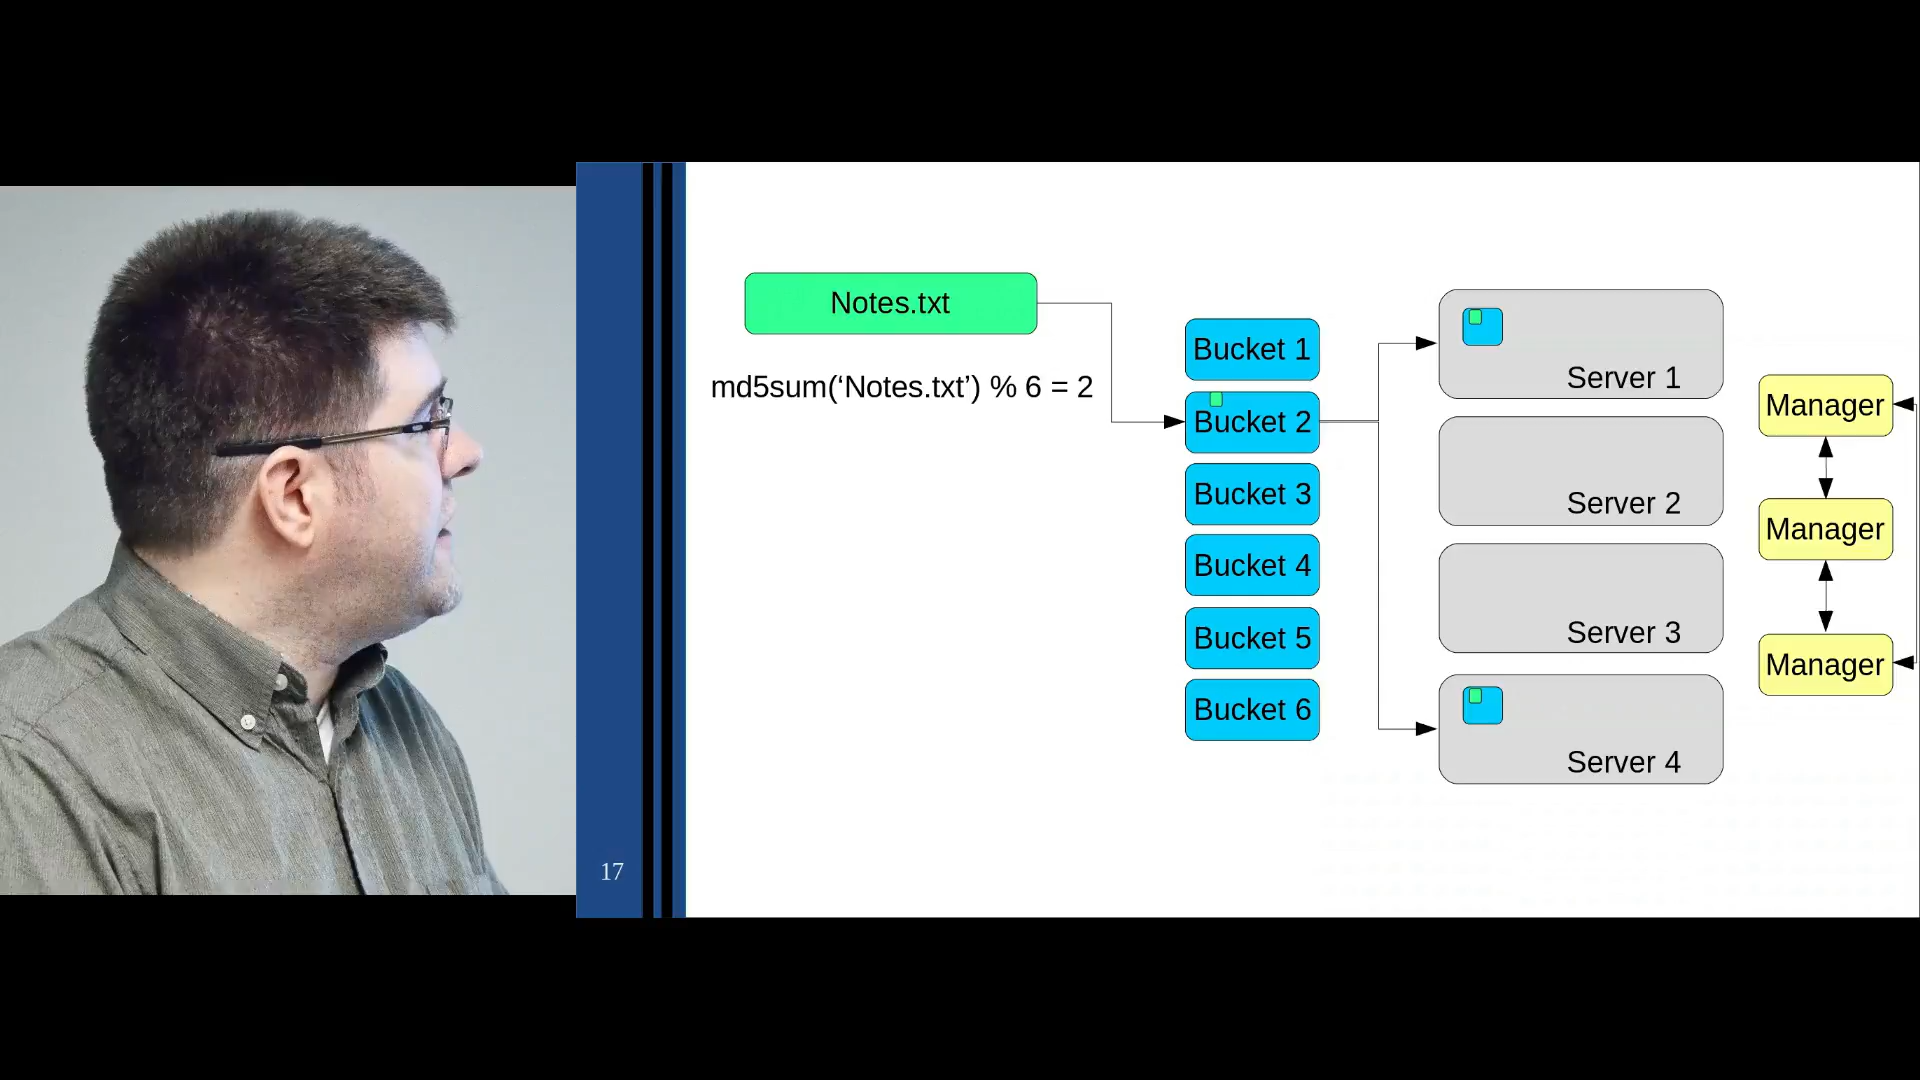 Notes.txt
md5sum(‘Notes.txt’) % 6 = 2
Bucket 1
Bucket 2
Bucket 3
Bucket 4
Bucket 5
Bucket 6
Server 1
Server 2
Server 3
Server 4
Manager
Manager
Manager
17